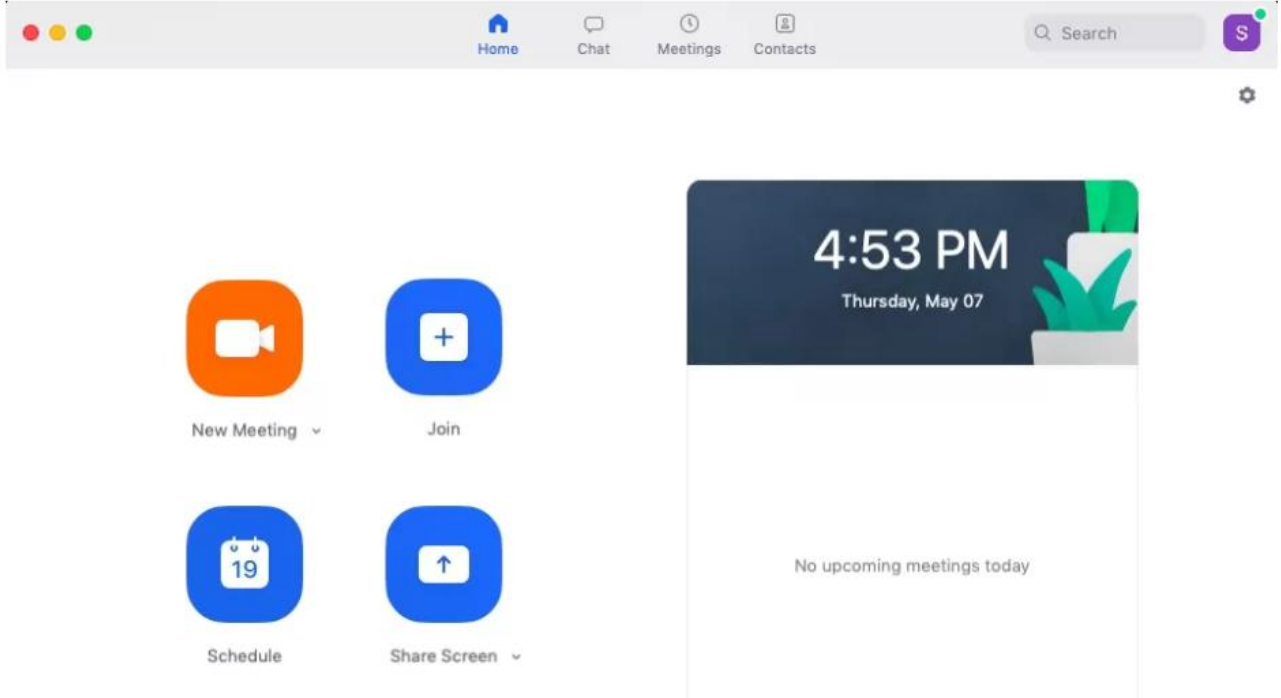 Home Chat Meetings Contacts
Search
S
4:53 PM
Thursday, May 07
New Meeting
Join
19
Schedule
Share Screen
No upcoming meetings today